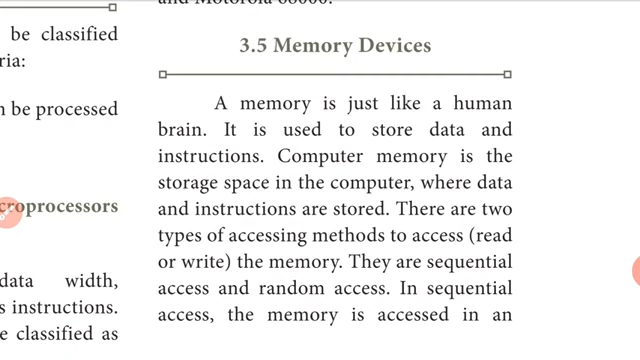 be classified
ria:
be processed
croprocessors
data width,
s instructions.
e classified as
and Motorola 68000.
3.5 Memory Devices
A memory is just like a human
brain. It is used to store data and
instructions. Computer memory is the
storage space in the computer, where data
and instructions are stored. There are two
types of accessing methods to access (read
or write) the memory. They are sequential
access and random access. In sequential
access, the memory is accessed in an